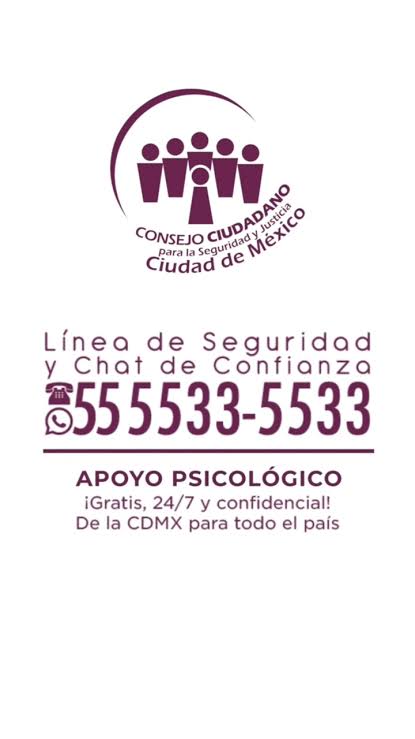 CONSEJO CIUDADANO
para la Seguridad y Justicia
Ciudad de México
Línea de Seguridad
y Chat de Confianza
55 5533-5533
APOYO PSICOLÓGICO
¡Gratis, 24/7 y confidencial!
De la CDMX para todo el país